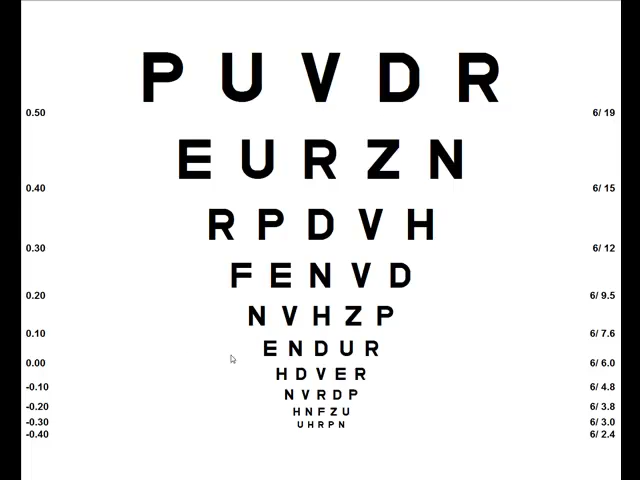 P U V D R
0.50 6/ 19
E U R Z N
0.40 6/ 15
R P D V H
0.30 6/ 12
F E N V D
0.20 6/ 9.5
N V H Z P
0.10 6/ 7.6
E N D U R
0.00 6/ 6.0
H D V E R
-0.10 6/ 4.8
N V R D P
-0.20 6/ 3.8
H N F Z U
-0.30 6/ 3.0
U H R P N
-0.40 6/ 2.4